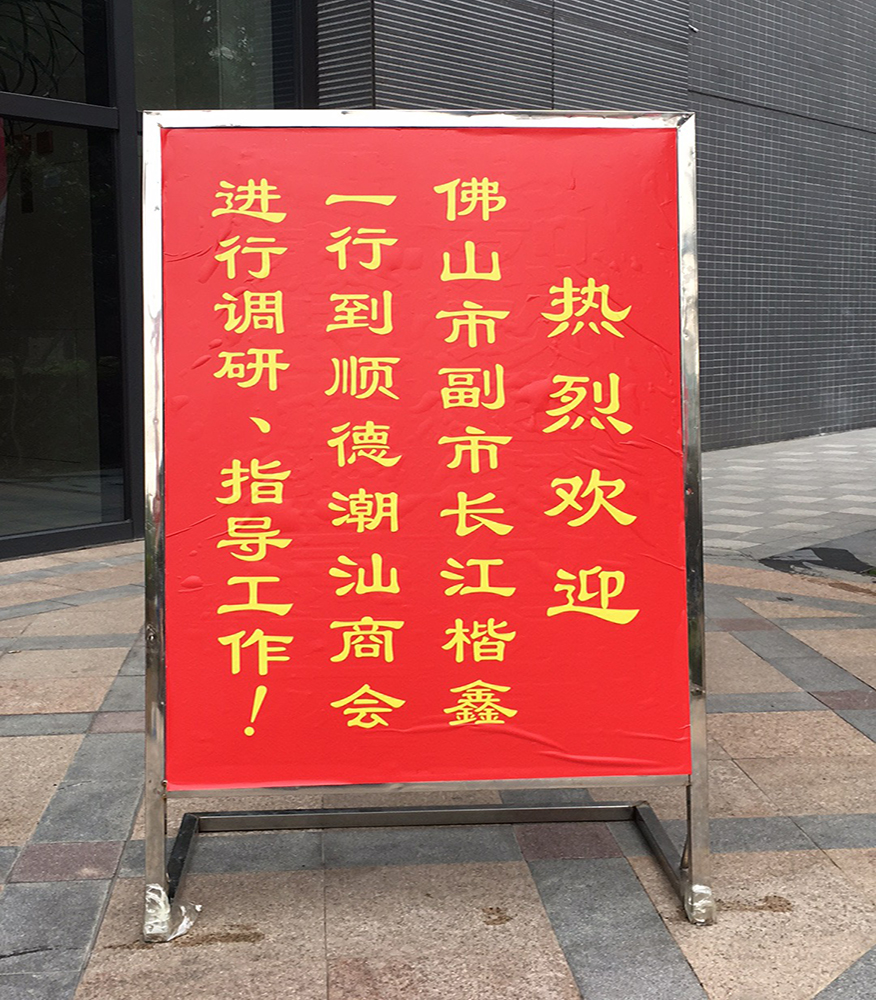 热烈欢迎
佛山市副市长江楷鑫
一行到顺德潮汕商会
进行调研、指导工作！